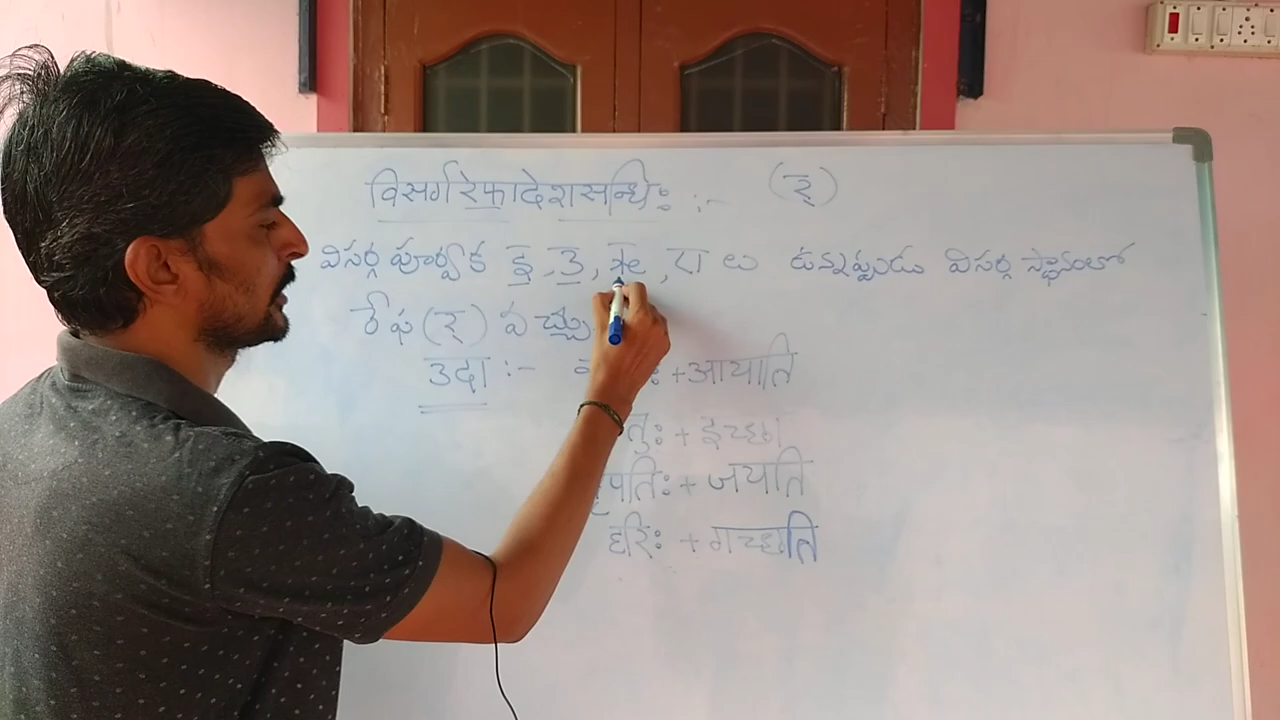 विसर्गरेफादेशसन्धिः :- (र्)
విసర్గ పూర్వక इ, उ, ऋ, లు ఉన్నప్పుడు విసర్గ స్థానంలో
రేఫ (र्) వచ్చు
उदा :- + आयाति
तुः + इच्छा
पतिः + जयति
हरिः + गच्छति